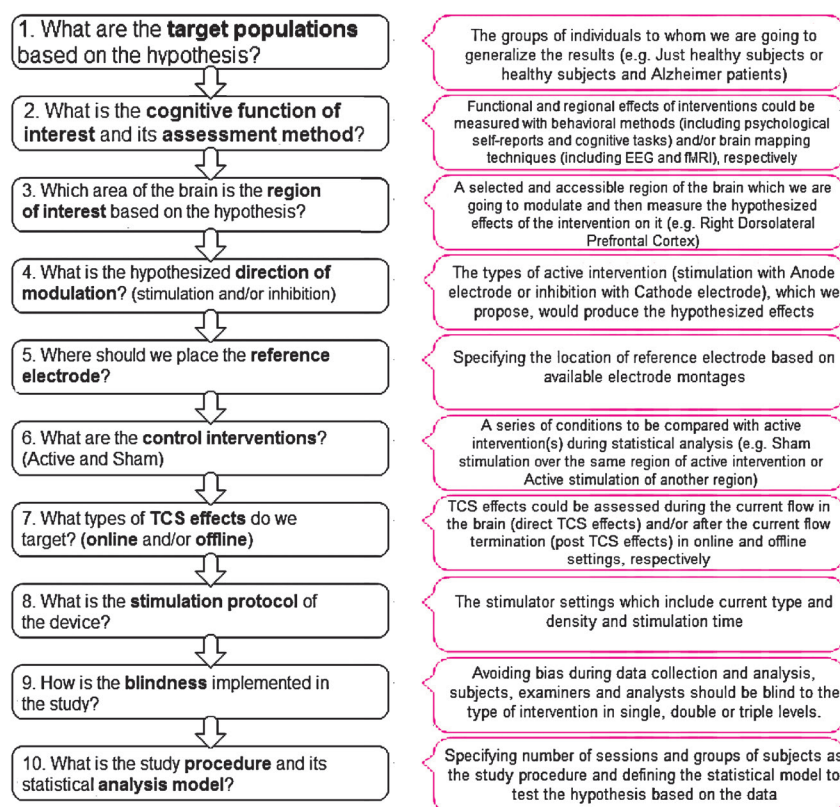 1. What are the target populations
based on the hypothesis?
The groups of individuals to whom we are going to
generalize the results (e.g. Just healthy subjects or
healthy subjects and Alzheimer patients)
2. What is the cognitive function of
interest and its assessment method?
Functional and regional effects of interventions could be
measured with behavioral methods (including psychological
self-reports and cognitive tasks) and/or brain mapping
techniques (including EEG and fMRI), respectively
3. Which area of the brain is the region
of interest based on the hypothesis?
A selected and accessible region of the brain which we are
going to modulate and then measure the hypothesized
effects of the intervention on it (e.g. Right Dorsolateral
Prefrontal Cortex)
4. What is the hypothesized direction of
modulation? (stimulation and/or inhibition)
The types of active intervention (stimulation with Anode
electrode or inhibition with Cathode electrode), which we
propose, would produce the hypothesized effects
5. Where should we place the reference
electrode?
Specifying the location of reference electrode based on
available electrode montages
6. What are the control interventions?
(Active and Sham)
A series of conditions to be compared with active
intervention(s) during statistical analysis (e.g. Sham
stimulation over the same region of active intervention or
Active stimulation of another region)
7. What types of TCS effects do we
target? (online and/or offline)
TCS effects could be assessed during the current flow in
the brain (direct TCS effects) and/or after the current flow
termination (post TCS effects) in online and offline
settings, respectively
8. What is the stimulation protocol of
the device?
The stimulator settings which include current type and
density and stimulation time
9. How is the blindness implemented in
the study?
Avoiding bias during data collection and analysis,
subjects, examiners and analysts should be blind to the
type of intervention in single, double or triple levels.
10. What is the study procedure and its
statistical analysis model?
Specifying number of sessions and groups of subjects as
the study procedure and defining the statistical model to
test the hypothesis based on the data